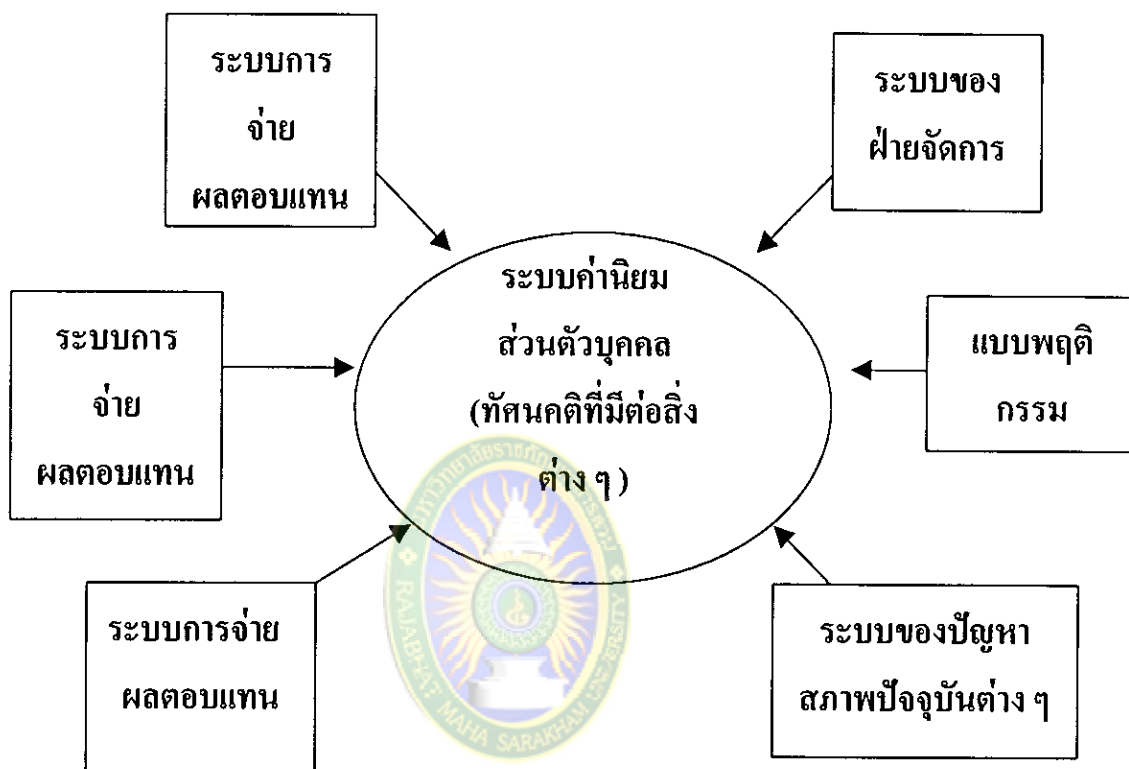 ระบบการ
จ่าย
ผลตอบแทน
ระบบของ
ฝ่ายจัดการ
ระบบค่านิยม
ส่วนตัวบุคคล
(ทัศนคติที่มีต่อสิ่ง
ต่าง ๆ )
ระบบการ
จ่าย
ผลตอบแทน
แบบพฤติ
กรรม
ระบบการจ่าย
ผลตอบแทน
ระบบของปัญหา
สภาพปัจจุบันต่าง ๆ
RAJABHAT MAHA SARAKHAM UNIVERSITY